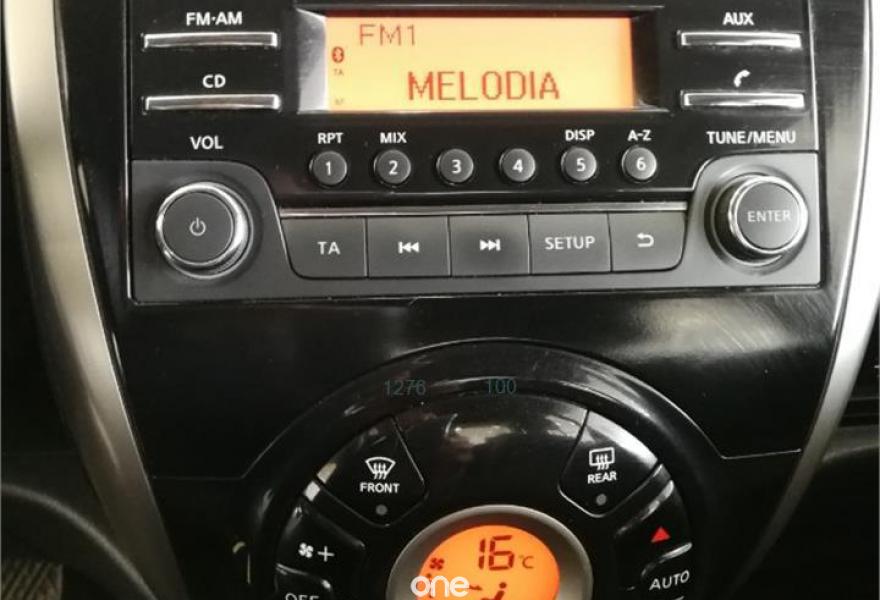 FM·AM
FM1
AUX
TA
CD
MELODIA
VOL
RPT MIX DISP A-Z
TUNE/MENU
1 2 3 4 5 6
ENTER
TA SETUP
1276 100
FRONT
REAR
+
16°C
OFF
AUTO
one